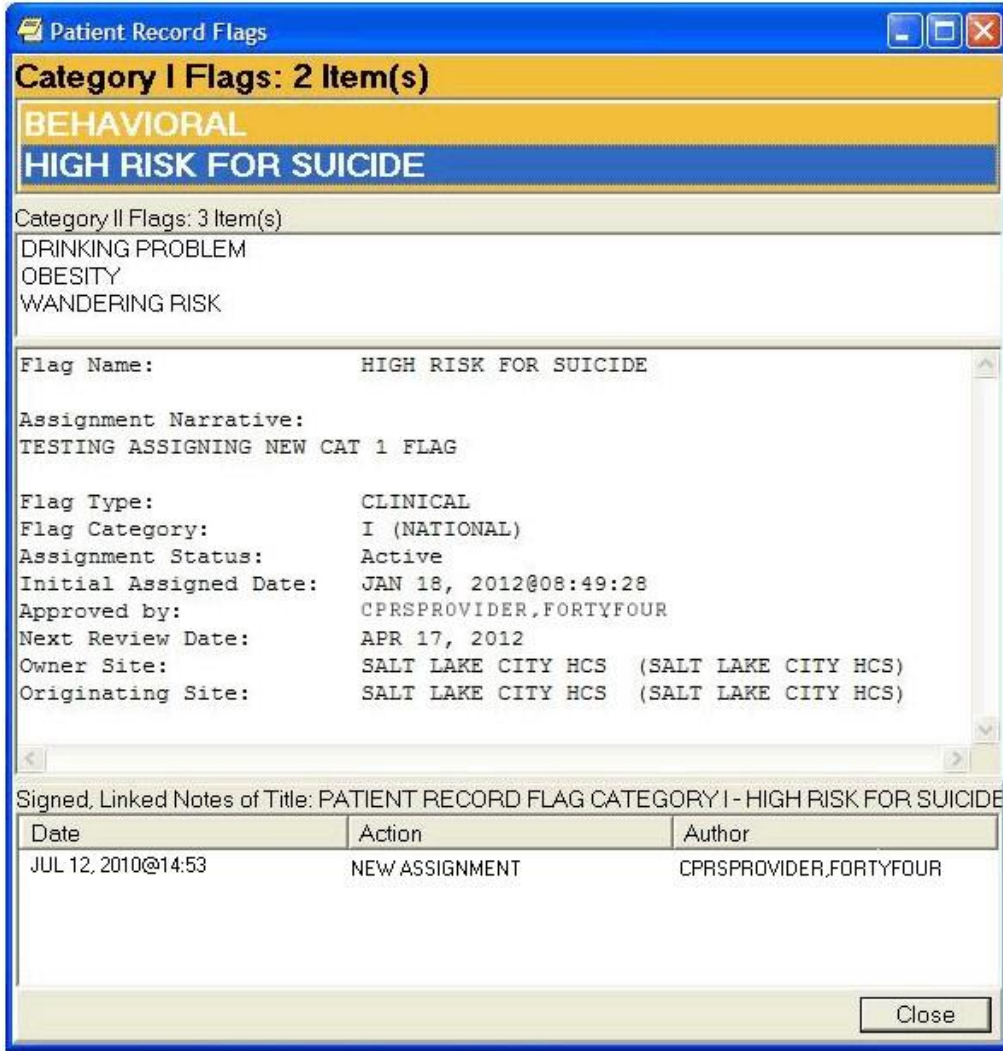 Patient Record Flags
Category I Flags: 2 Item(s)
BEHAVIORAL
HIGH RISK FOR SUICIDE
Category II Flags: 3 Item(s)
DRINKING PROBLEM
OBESITY
WANDERING RISK
Flag Name: HIGH RISK FOR SUICIDE
Assignment Narrative:
TESTING ASSIGNING NEW CAT 1 FLAG
Flag Type: CLINICAL
Flag Category: I (NATIONAL)
Assignment Status: Active
Initial Assigned Date: JAN 18, 2012@08:49:28
Approved by: CPRSPROVIDER,FORTYFOUR
Next Review Date: APR 17, 2012
Owner Site: SALT LAKE CITY HCS (SALT LAKE CITY HCS)
Originating Site: SALT LAKE CITY HCS (SALT LAKE CITY HCS)
Signed, Linked Notes of Title: PATIENT RECORD FLAG CATEGORY I - HIGH RISK FOR SUICIDE
Date Action Author
JUL 12, 2010@14:53 NEW ASSIGNMENT CPRSPROVIDER,FORTYFOUR
Close